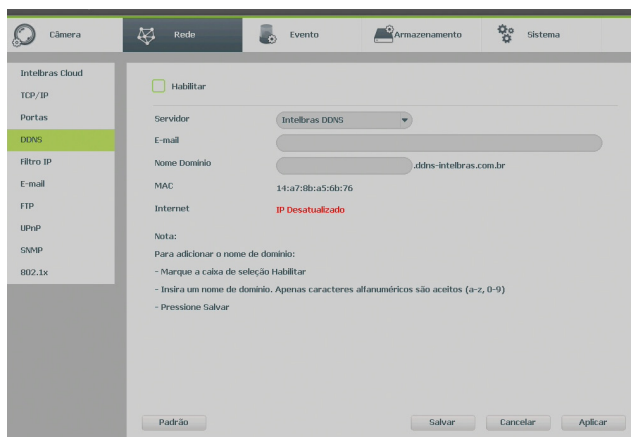 Câmera Rede Evento Armazenamento Sistema
Intelbras Cloud
TCP/IP
Portas
DDNS
Filtro IP
E-mail
FTP
UPnP
SNMP
802.1x
Habilitar
Servidor Intelbras DDNS
E-mail
Nome Domínio .ddns-intelbras.com.br
MAC 14:a7:8b:a5:6b:76
Internet IP Desatualizado
Nota:
Para adicionar o nome de domínio:
- Marque a caixa de seleção Habilitar
- Insira um nome de domínio. Apenas caracteres alfanuméricos são aceitos (a-z, 0-9)
- Pressione Salvar
Padrão Salvar Cancelar Aplicar